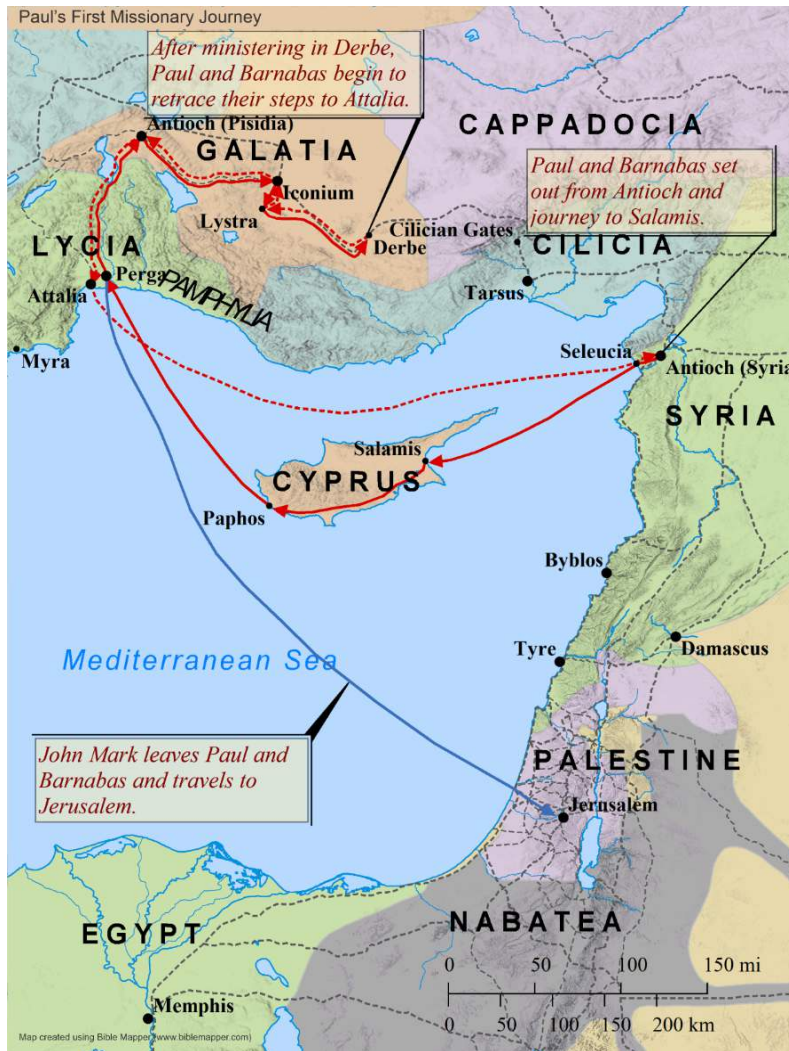 Paul's First Missionary Journey
After ministering in Derbe,
Paul and Barnabas begin to
retrace their steps to Attalia.
Antioch (Pisidia)
GALATIA
CAPPADOCIA
Paul and Barnabas set
out from Antioch and
journey to Salamis.
Iconium
Lystra
Cilician Gates
Derbe
CILICIA
LYCIA
Perga
PAMPHYLIA
Attalia
Tarsus
Myra
Seleucia
Antioch (Syria
SYRIA
Salamis
CYPRUS
Paphos
Byblos
Mediterranean Sea
Tyre
Damascus
John Mark leaves Paul and
Barnabas and travels to
Jerusalem.
PALESTINE
Jerusalem
EGYPT
NABATEA
0 50 100 150 mi
0 50 100 150 200 km
Memphis
Map created using Bible Mapper (www.biblemapper.com)